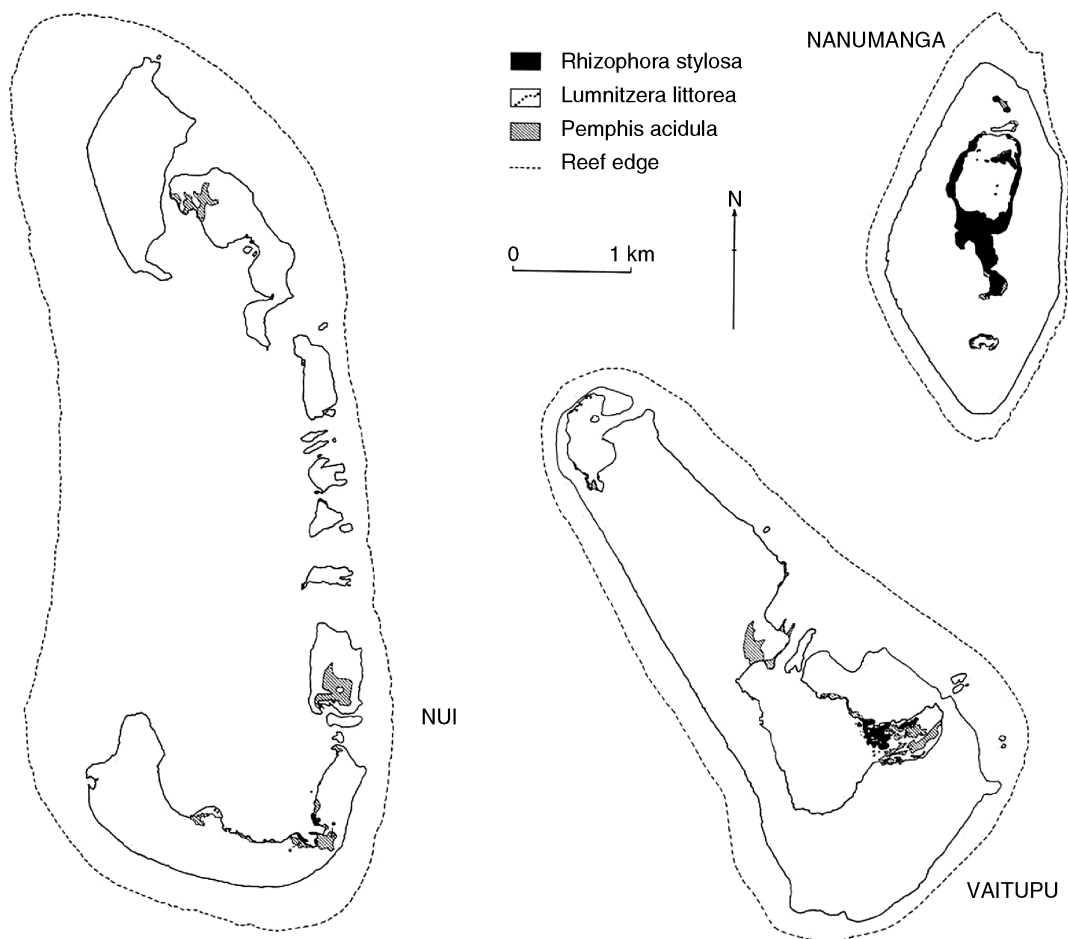 NANUMANGA
Rhizophora stylosa
Lumnitzera littorea
Pemphis acidula
Reef edge
N
0 1 km
NUI
VAITUPU